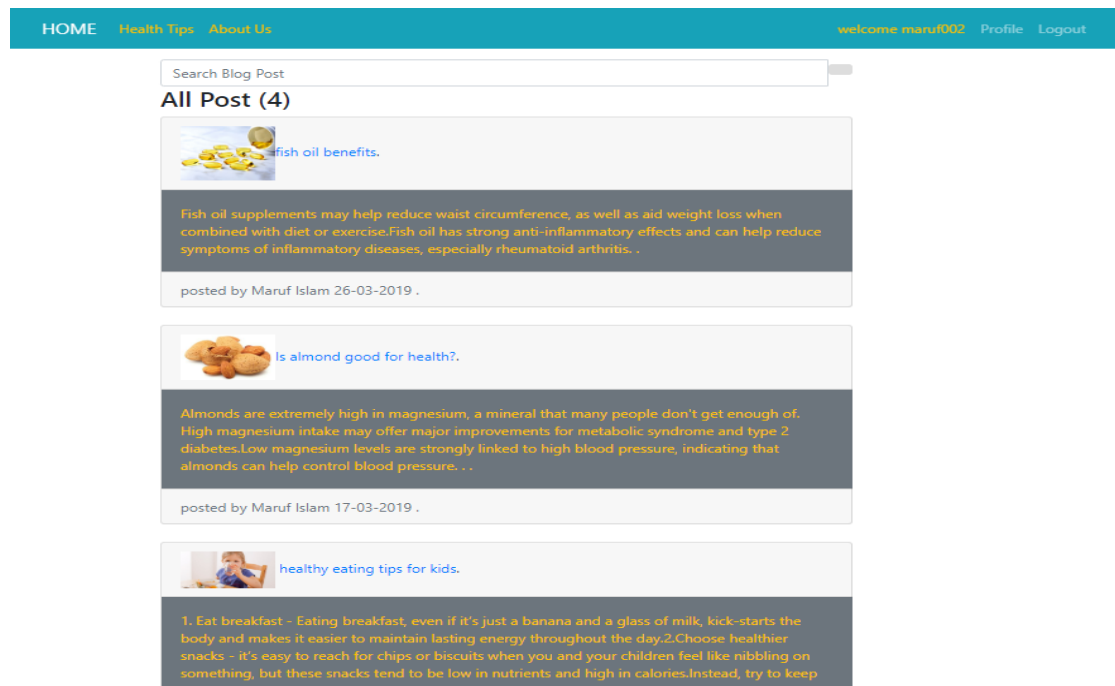 HOME Health Tips About Us welcome maruf002 Profile Logout
Search Blog Post
All Post (4)
fish oil benefits.
Fish oil supplements may help reduce waist circumference, as well as aid weight loss when
combined with diet or exercise.Fish oil has strong anti-inflammatory effects and can help reduce
symptoms of inflammatory diseases, especially rheumatoid arthritis. .
posted by Maruf Islam 26-03-2019 .
Is almond good for health?.
Almonds are extremely high in magnesium, a mineral that many people don't get enough of.
High magnesium intake may offer major improvements for metabolic syndrome and type 2
diabetes.Low magnesium levels are strongly linked to high blood pressure, indicating that
almonds can help control blood pressure. . .
posted by Maruf Islam 17-03-2019 .
healthy eating tips for kids.
1. Eat breakfast - Eating breakfast, even if it's just a banana and a glass of milk, kick-starts the
body and makes it easier to maintain lasting energy throughout the day.2.Choose healthier
snacks - it's easy to reach for chips or biscuits when you and your children feel like nibbling on
something, but these snacks tend to be low in nutrients and high in calories.Instead, try to keep